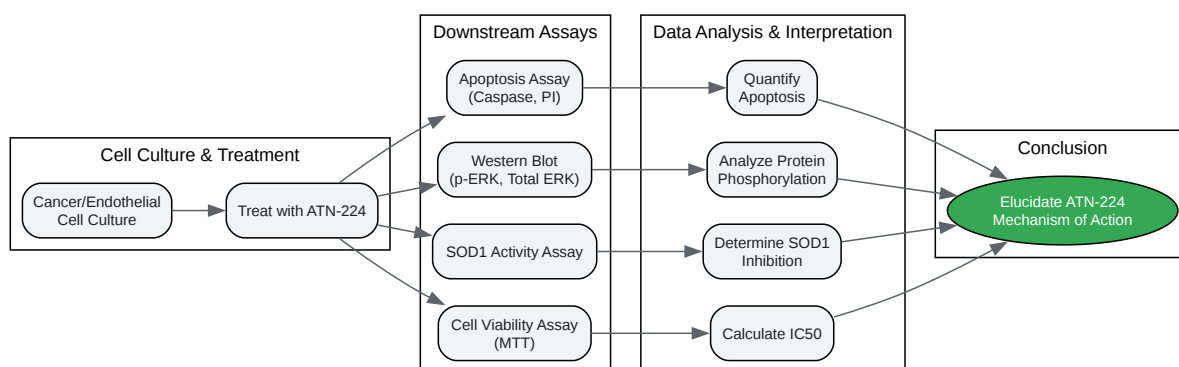 Cell Culture & Treatment
Cancer/Endothelial
Cell Culture
Treat with ATN-224
Downstream Assays
Apoptosis Assay
(Caspase, PI)
Western Blot
(p-ERK, Total ERK)
SOD1 Activity Assay
Cell Viability Assay
(MTT)
Data Analysis & Interpretation
Quantify
Apoptosis
Analyze Protein
Phosphorylation
Determine SOD1
Inhibition
Calculate IC50
Conclusion
Elucidate ATN-224
Mechanism of Action